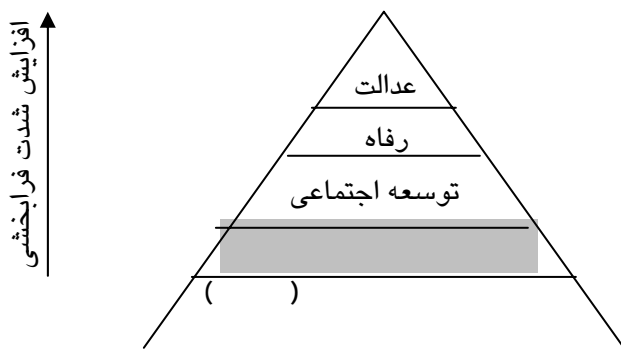 عدالت
رفاه
توسعه اجتماعی
(          )
افزایش شدت فرابخشی